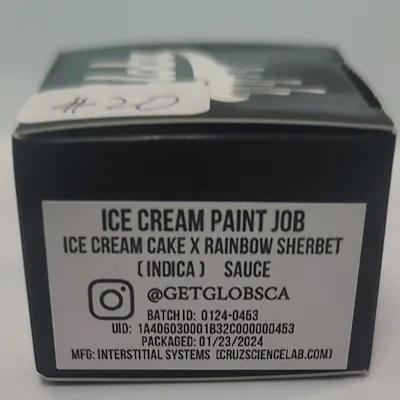 #20
ICE CREAM PAINT JOB
ICE CREAM CAKE X RAINBOW SHERBET
(INDICA) SAUCE
@GETGLOBSCA
BATCH ID: 0124-0453
UID: 1A406030001B32C000000453
PACKAGED: 01/23/2024
MFG: INTERSTITIAL SYSTEMS (CRUZSCIENCELAB.COM)